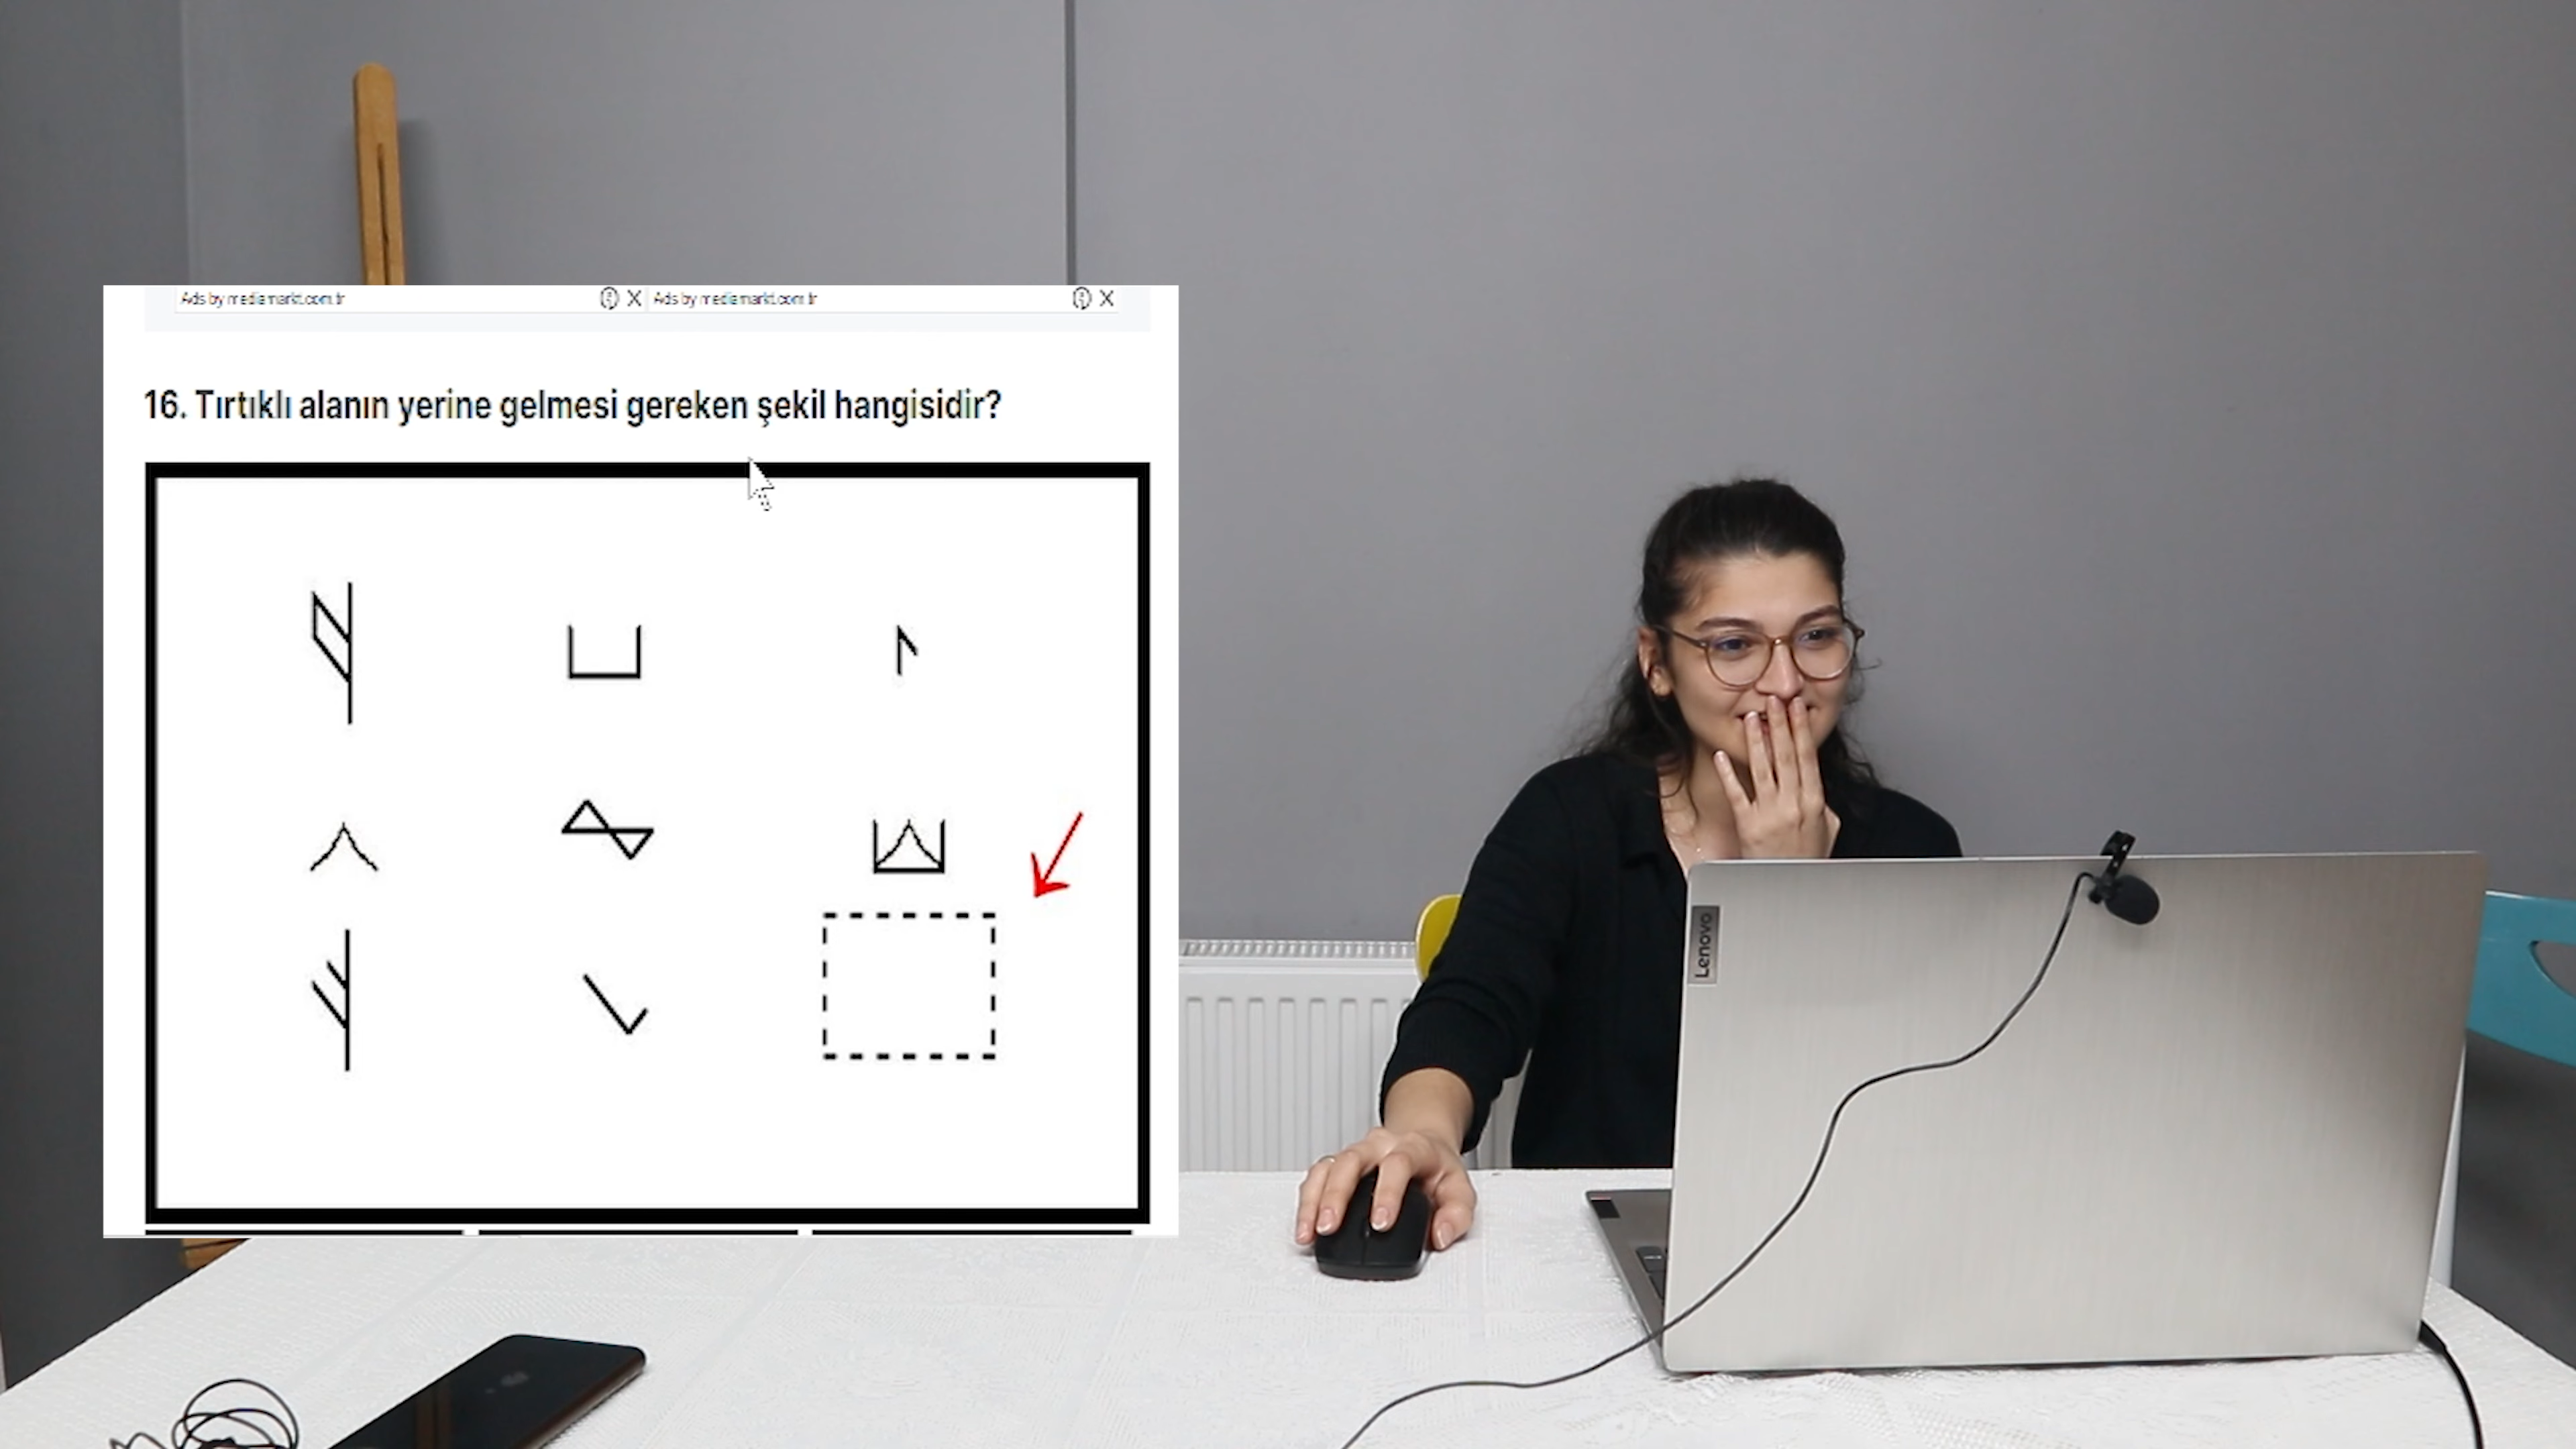 Ads by mediamarkt.com.tr
Ads by mediamarkt.com.tr
16. Tırtıklı alanın yerine gelmesi gereken şekil hangisidir?
Lenovo